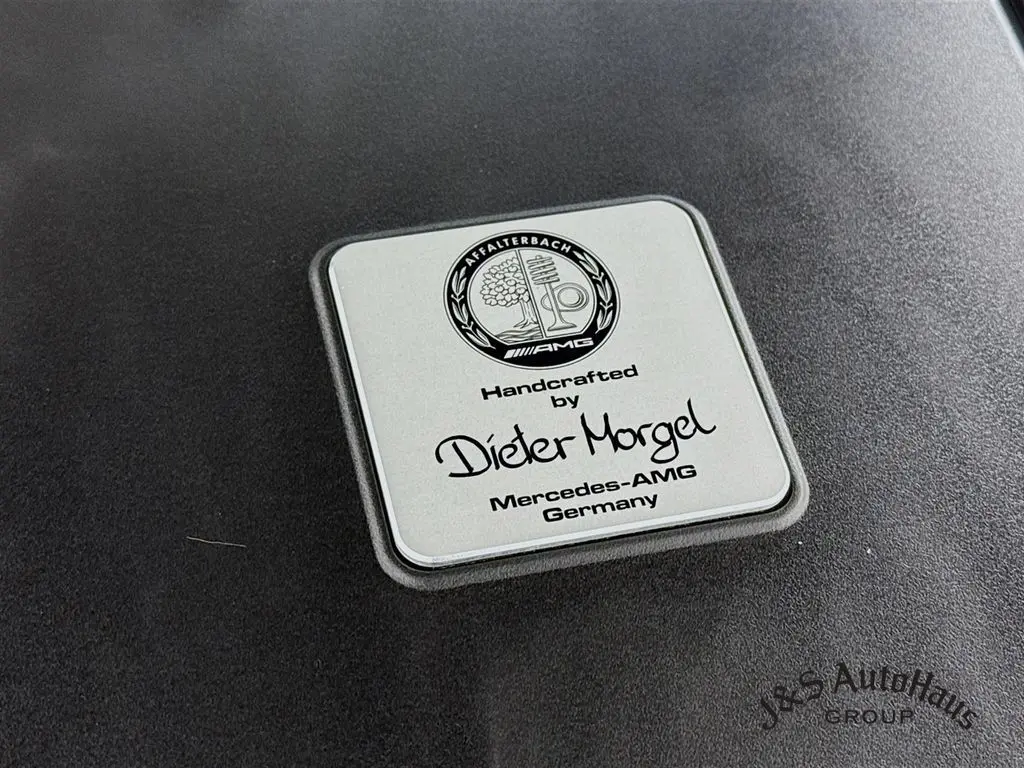 AFFALTERBACH
AMG
Handcrafted
by
Dieter Morgel
Mercedes-AMG
Germany
J&S AutoHaus
GROUP